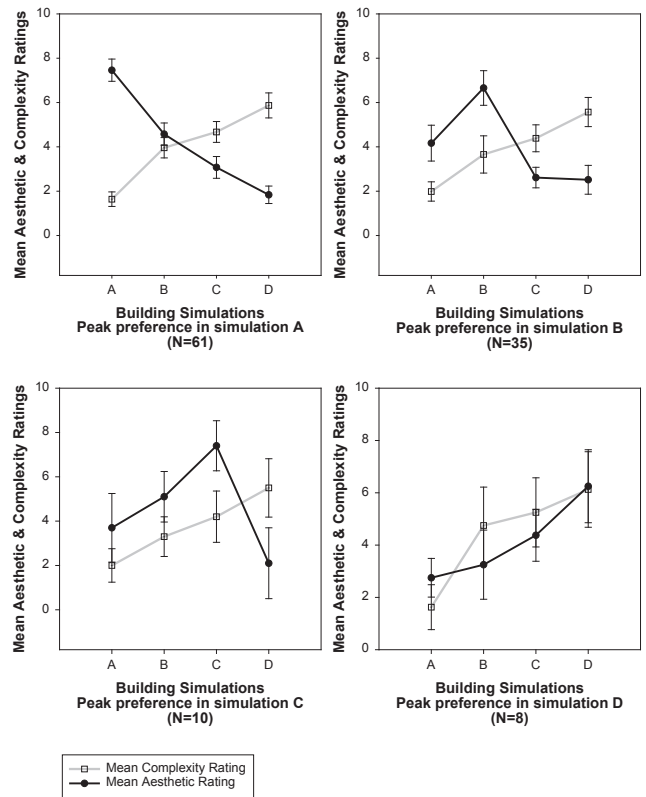 Mean Aesthetic & Complexity Ratings
10
8
6
4
2
0
A B C D
Building Simulations
Peak preference in simulation A
(N=61)
Mean Aesthetic & Complexity Ratings
10
8
6
4
2
0
A B C D
Building Simulations
Peak preference in simulation B
(N=35)
Mean Aesthetic & Complexity Ratings
10
8
6
4
2
0
A B C D
Building Simulations
Peak preference in simulation C
(N=10)
Mean Aesthetic & Complexity Ratings
10
8
6
4
2
0
A B C D
Building Simulations
Peak preference in simulation D
(N=8)
Mean Complexity Rating
Mean Aesthetic Rating